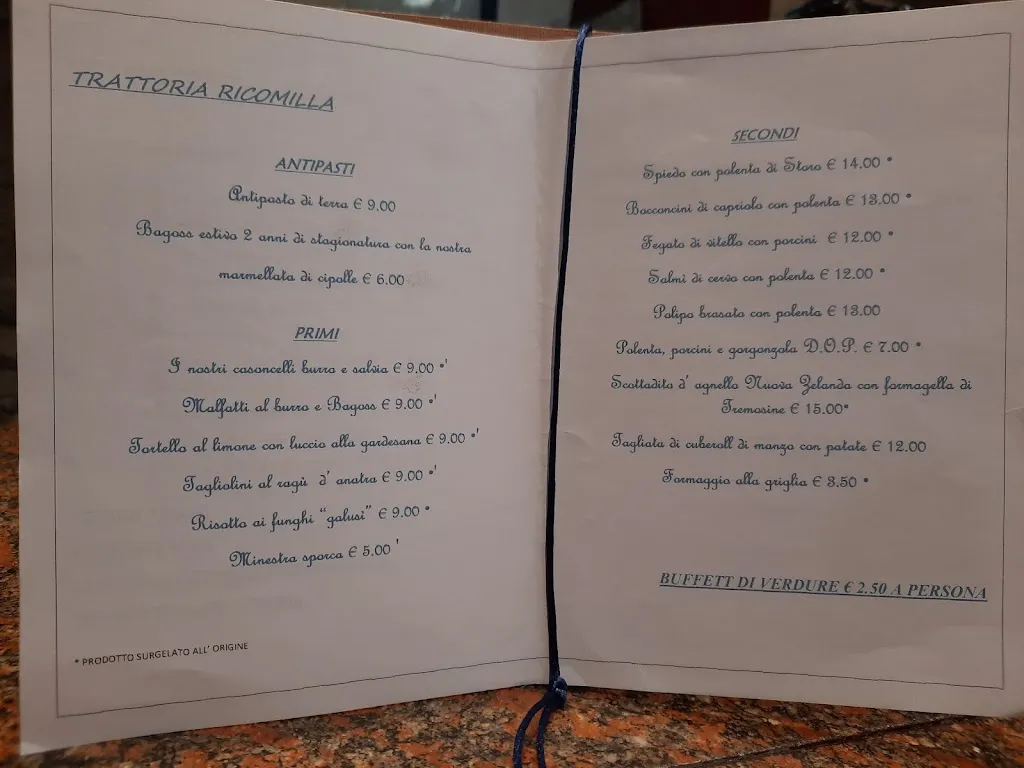 TRATTORIA RICOMILLA
ANTIPASTI
Antipasto di terra € 9.00
Bagoss estivo 2 anni di stagionatura con la nostra
marmellata di cipolle € 6.00
PRIMI
I nostri casoncelli burro e salvia € 9.00 *'
Malfatti al burro e Bagoss € 9.00 *'
Tortello al limone con luccio alla gardesana € 9.00 *'
Tagliolini al ragù d' anatra € 9.00 *'
Risotto ai funghi "galusi" € 9.00 *
Minestra sporca € 5.00 '
* PRODOTTO SURGELATO ALL' ORIGINE
SECONDI
Spiedo con polenta di Storo € 14.00 *
Bocconcini di capriolo con polenta € 13.00 *
Fegato di vitello con porcini € 12.00 *
Salmì di cervo con polenta € 12.00 *
Polipo brasato con polenta € 13.00
Polenta, porcini e gorgonzola D.O.P. € 7.00 *
Scottadito d' agnello Nuova Zelanda con formagella di
Tremosine € 15.00*
Tagliata di cuberoll di manzo con patate € 12.00
Formaggio alla griglia € 8.50 *
BUFFETT DI VERDURE € 2.50 A PERSONA